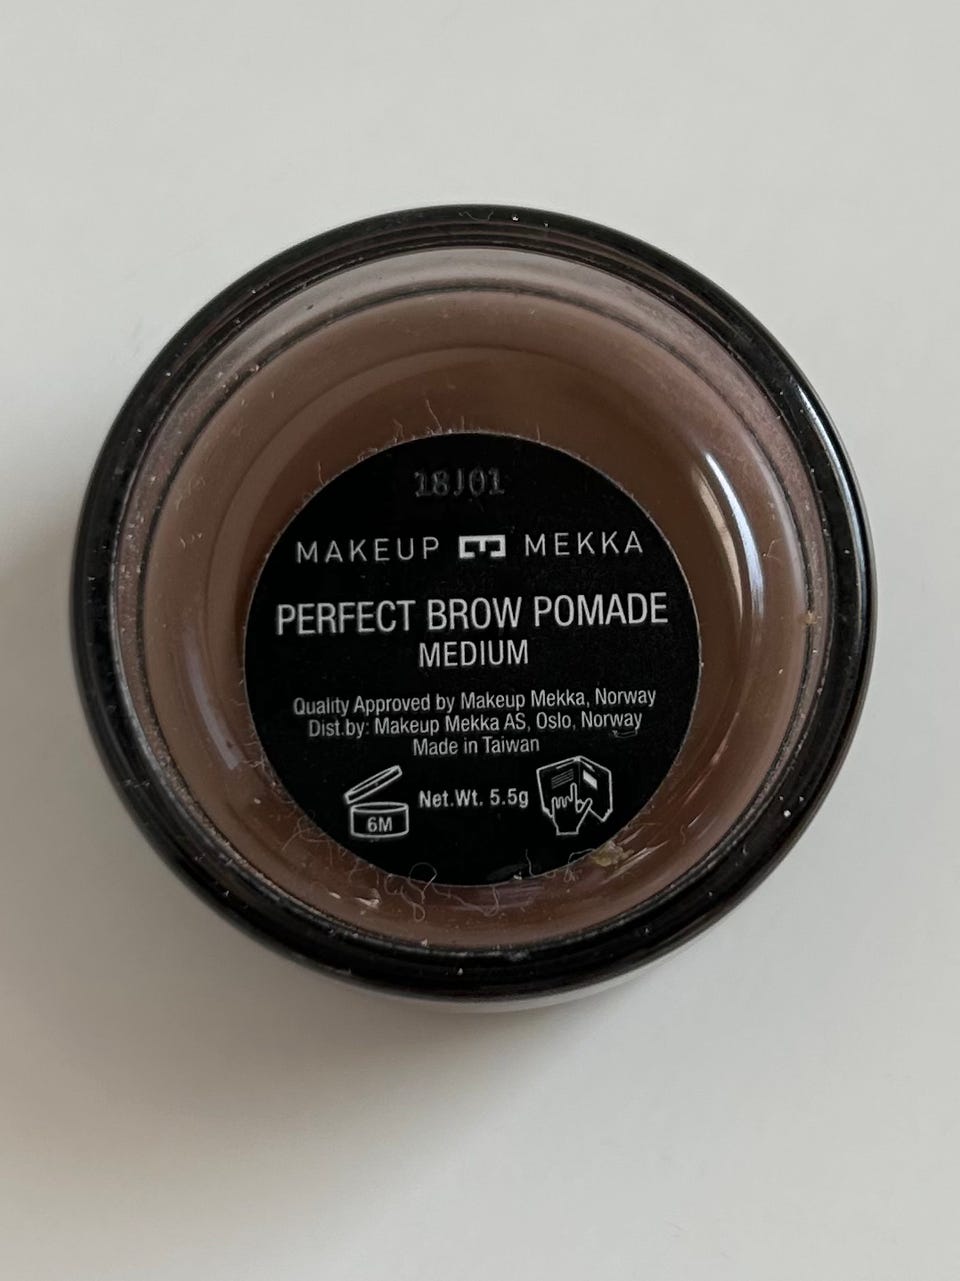 18J01
MAKEUP MEKKA
PERFECT BROW POMADE
MEDIUM
Quality Approved by Makeup Mekka, Norway
Dist.by: Makeup Mekka AS, Oslo, Norway
Made in Taiwan
6M Net.Wt. 5.5g